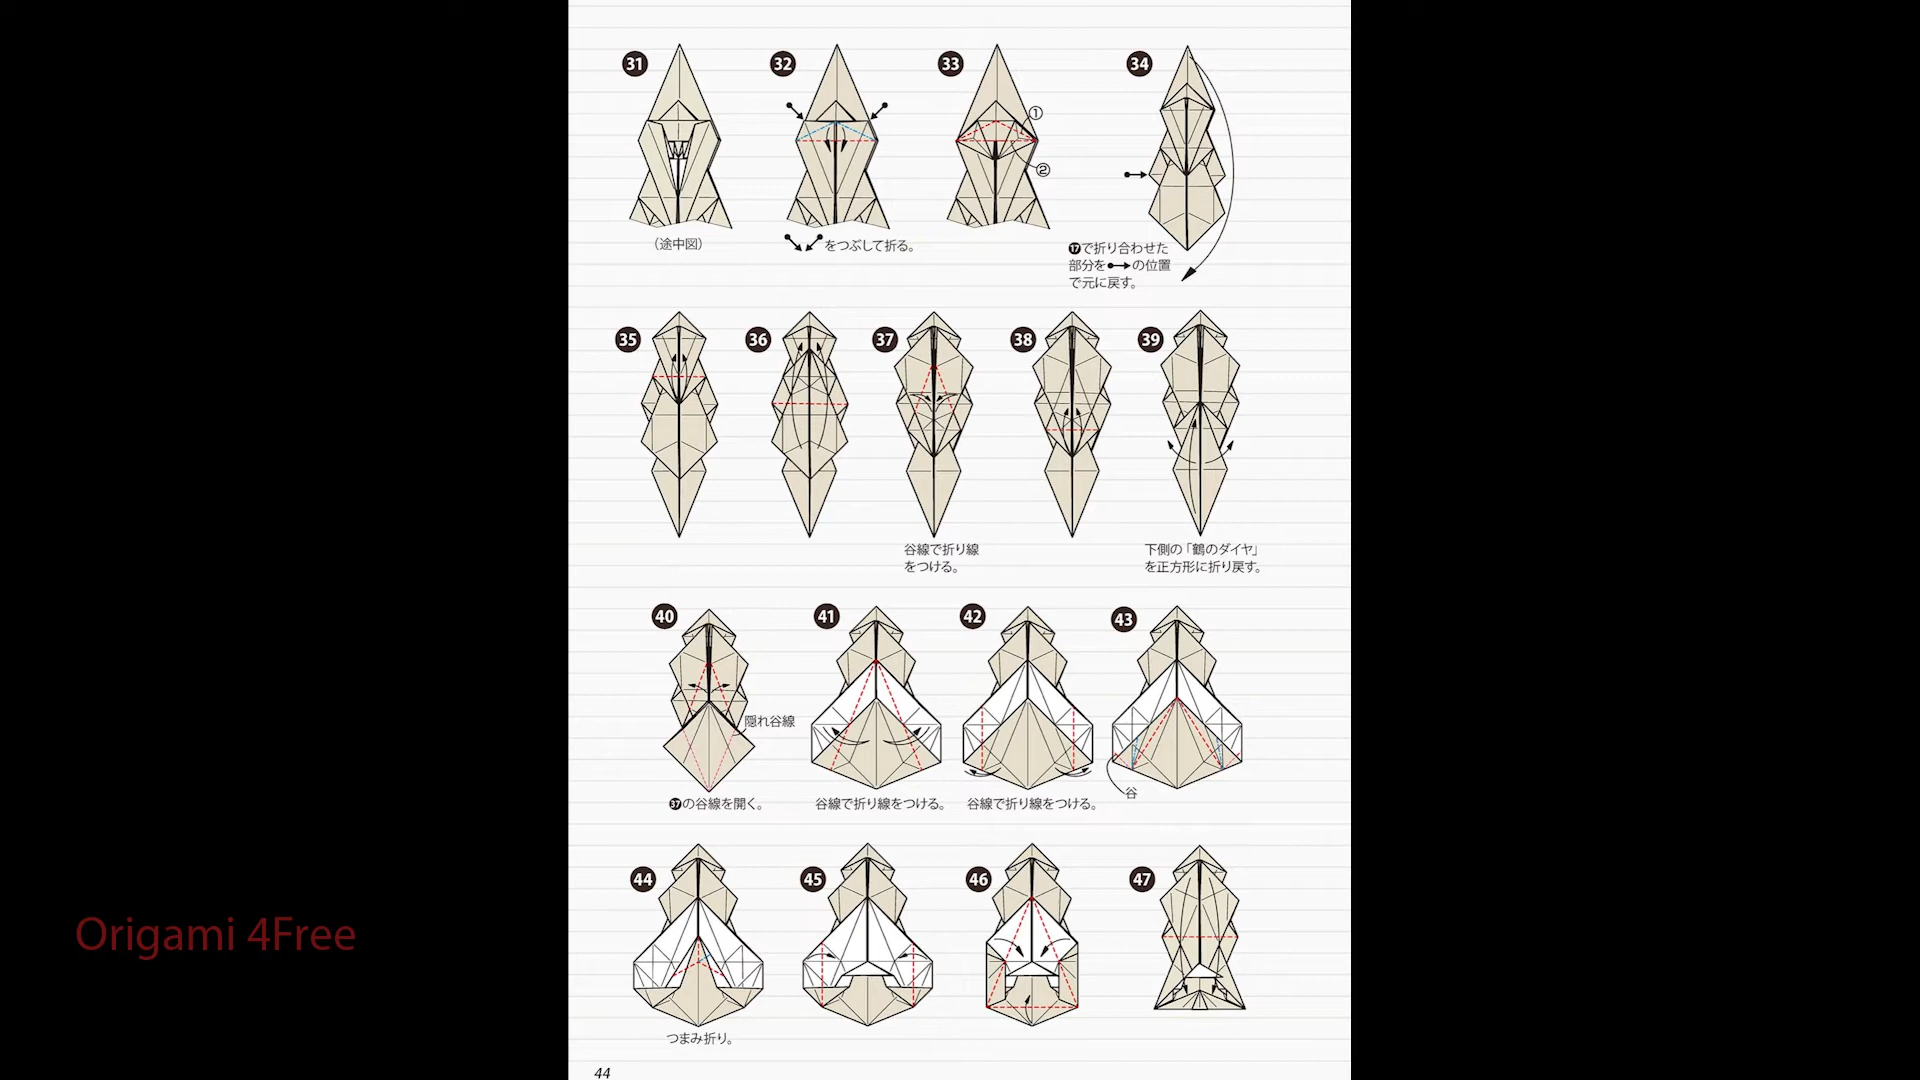 31
32
33
34
①
②
（途中図）
をつぶして折る。
17で折り合わせた
部分をの位置
で元に戻す。
35
36
37
38
39
谷線で折り線
をつける。
下側の「鶴のダイヤ」
を正方形に折り戻す。
40
41
42
43
隠れ谷線
谷
37の谷線を開く。
谷線で折り線をつける。
谷線で折り線をつける。
44
45
46
47
つまみ折り。
Origami 4Free
44